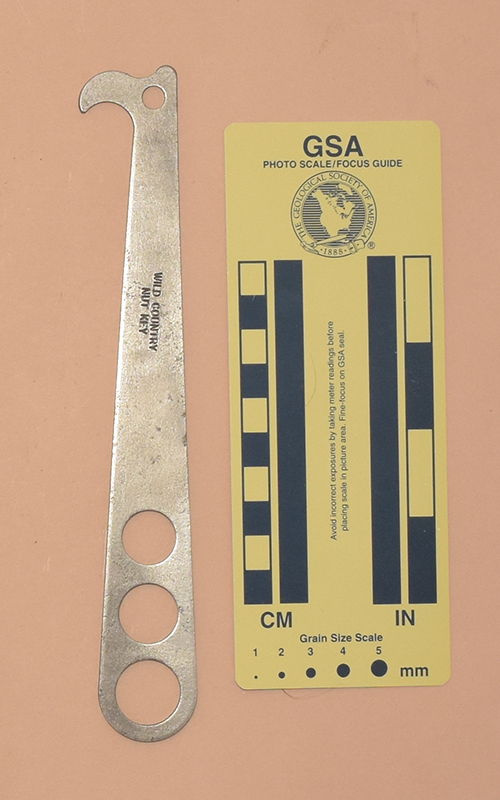 WILD COUNTRY
NUT KEY
GSA
PHOTO SCALE/FOCUS GUIDE
THE GEOLOGICAL SOCIETY OF AMERICA
• 1888 •
®
Avoid incorrect exposures by taking meter readings before
placing scale in picture area. Fine-focus on GSA seal.
CM
IN
Grain Size Scale
1 2 3 4 5
mm